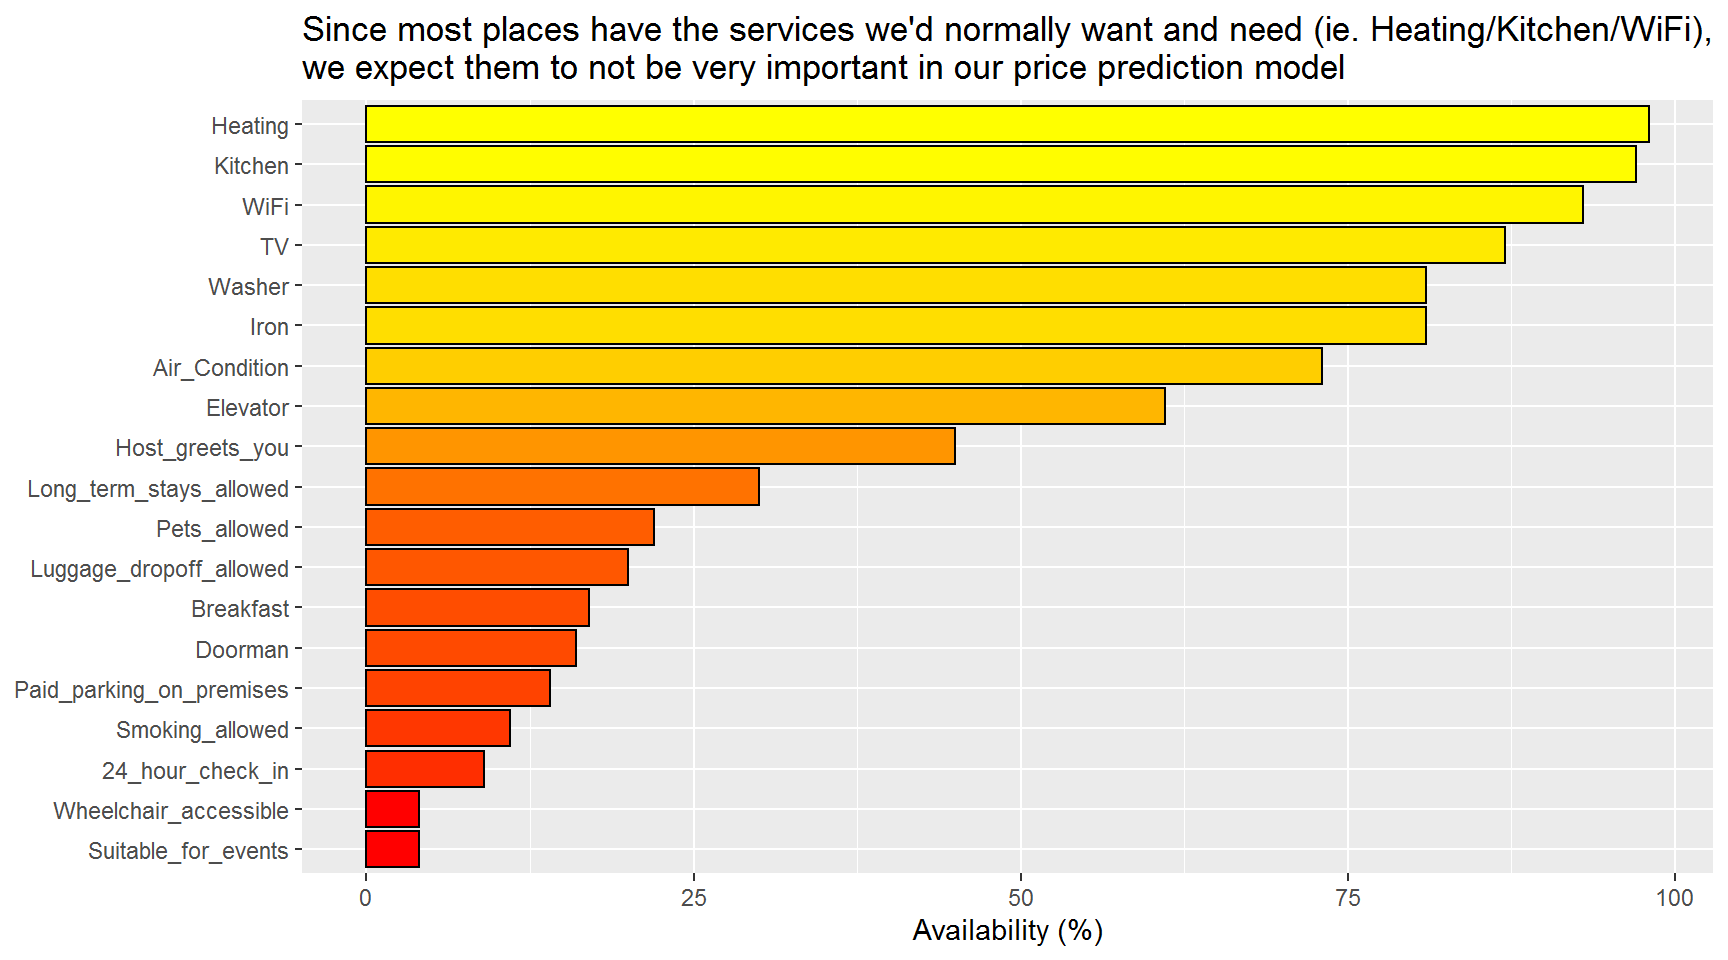 Since most places have the services we'd normally want and need (ie. Heating/Kitchen/WiFi),
we expect them to not be very important in our price prediction model
Heating
Kitchen
WiFi
TV
Washer
Iron
Air_Condition
Elevator
Host_greets_you
Long_term_stays_allowed
Pets_allowed
Luggage_dropoff_allowed
Breakfast
Doorman
Paid_parking_on_premises
Smoking_allowed
24_hour_check_in
Wheelchair_accessible
Suitable_for_events
0 25 50 75 100
Availability (%)